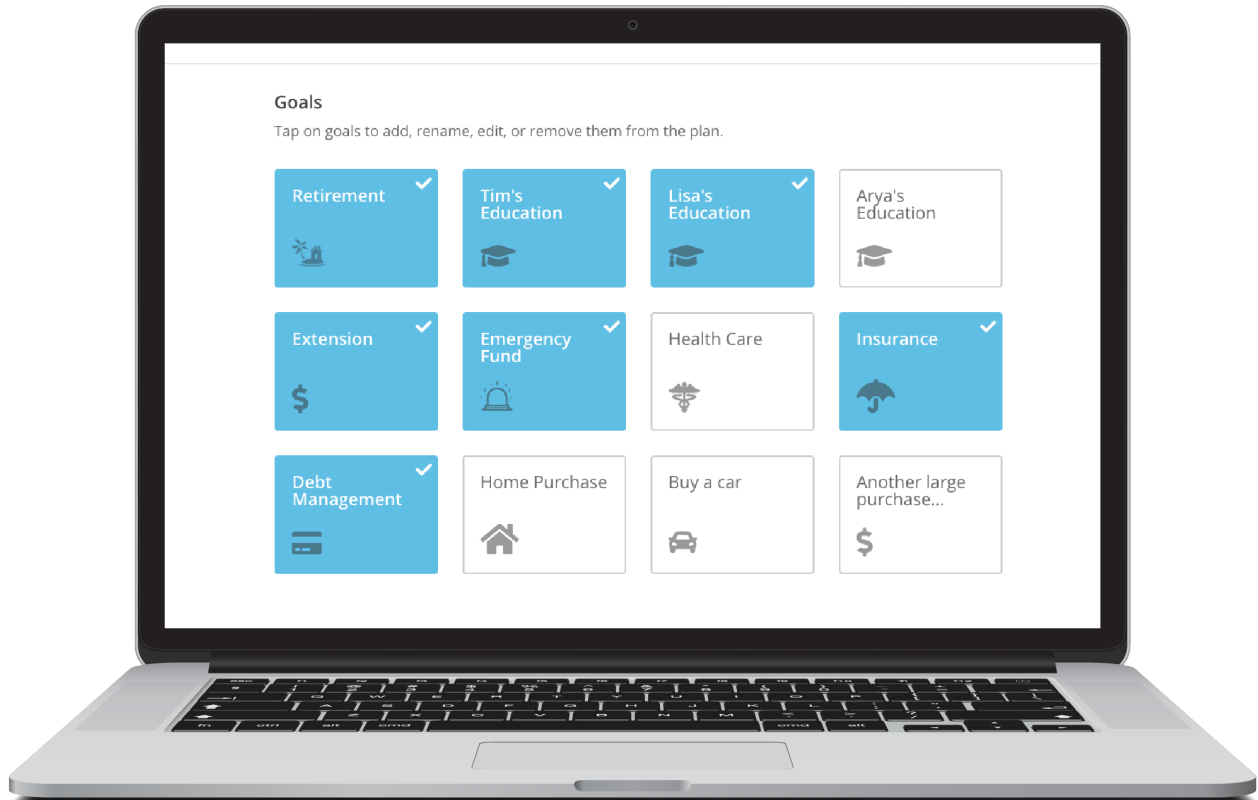 Goals
Tap on goals to add, rename, edit, or remove them from the plan.
Retirement
Tim's
Education
Lisa's
Education
Arya's
Education
Extension
Emergency
Fund
Health Care
Insurance
Debt
Management
Home Purchase
Buy a car
Another large
purchase...